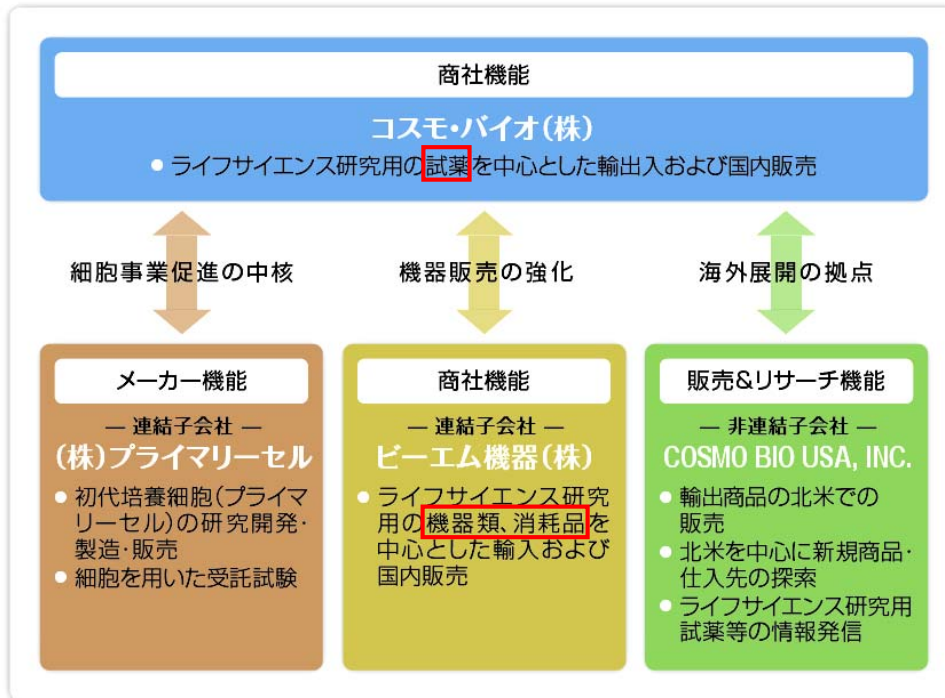 商社機能
コスモ・バイオ(株)
● ライフサイエンス研究用の試薬を中心とした輸出入および国内販売
細胞事業促進の中核
機器販売の強化
海外展開の拠点
メーカー機能
― 連結子会社 ―
(株)プライマリーセル
● 初代培養細胞(プライマ
リーセル)の研究開発・
製造・販売
● 細胞を用いた受託試験
商社機能
― 連結子会社 ―
ビーエム機器(株)
● ライフサイエンス研究
用の機器類、消耗品を
中心とした輸入および
国内販売
販売&リサーチ機能
― 非連結子会社 ―
COSMO BIO USA, INC.
● 輸出商品の北米での
販売
● 北米を中心に新規商品・
仕入先の探索
● ライフサイエンス研究用
試薬等の情報発信